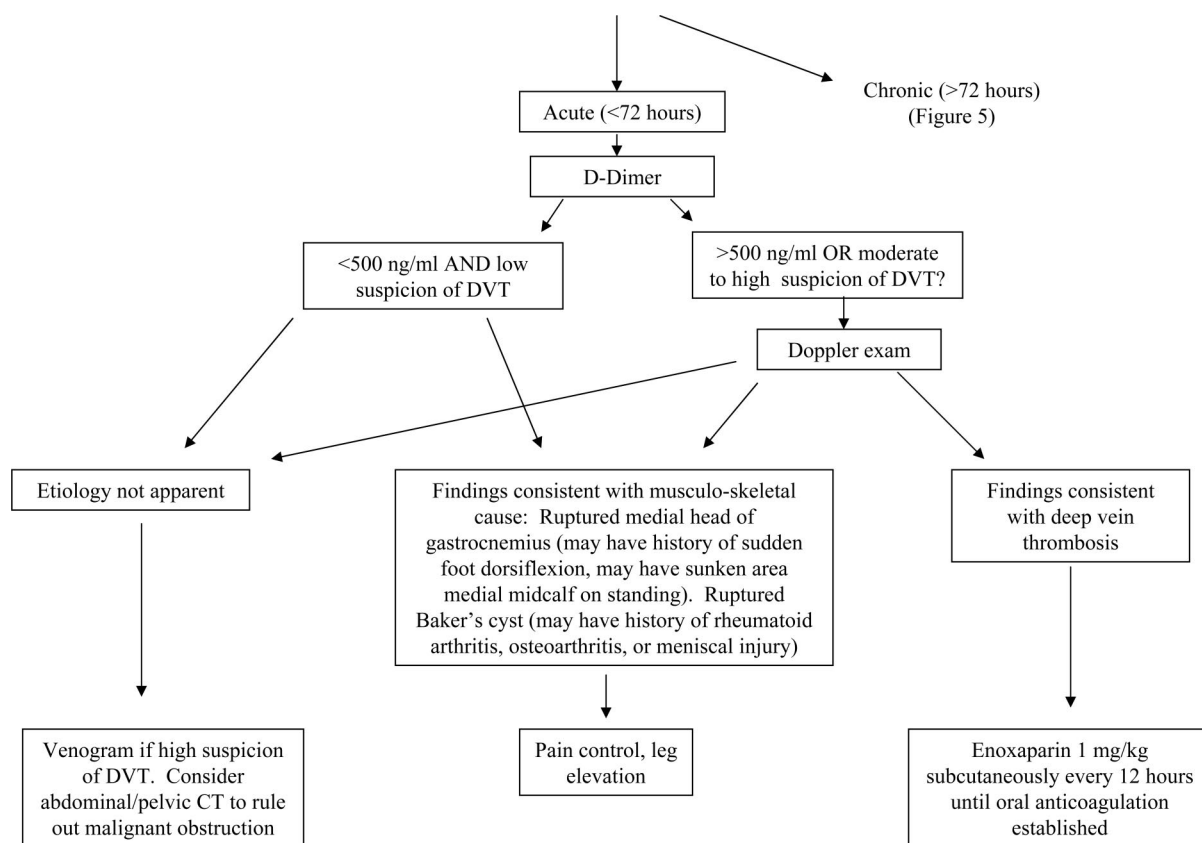 Acute (<72 hours)
Chronic (>72 hours)
(Figure 5)
D-Dimer
<500 ng/ml AND low
suspicion of DVT
>500 ng/ml OR moderate
to high  suspicion of DVT?
Doppler exam
Etiology not apparent
Findings consistent with musculo-skeletal
cause:  Ruptured medial head of
gastrocnemius (may have history of sudden
foot dorsiflexion, may have sunken area
medial midcalf on standing).  Ruptured
Baker's cyst (may have history of rheumatoid
arthritis, osteoarthritis, or meniscal injury)
Findings consistent
with deep vein
thrombosis
Venogram if high suspicion
of DVT.  Consider
abdominal/pelvic CT to rule
out malignant obstruction
Pain control, leg
elevation
Enoxaparin 1 mg/kg
subcutaneously every 12 hours
until oral anticoagulation
established